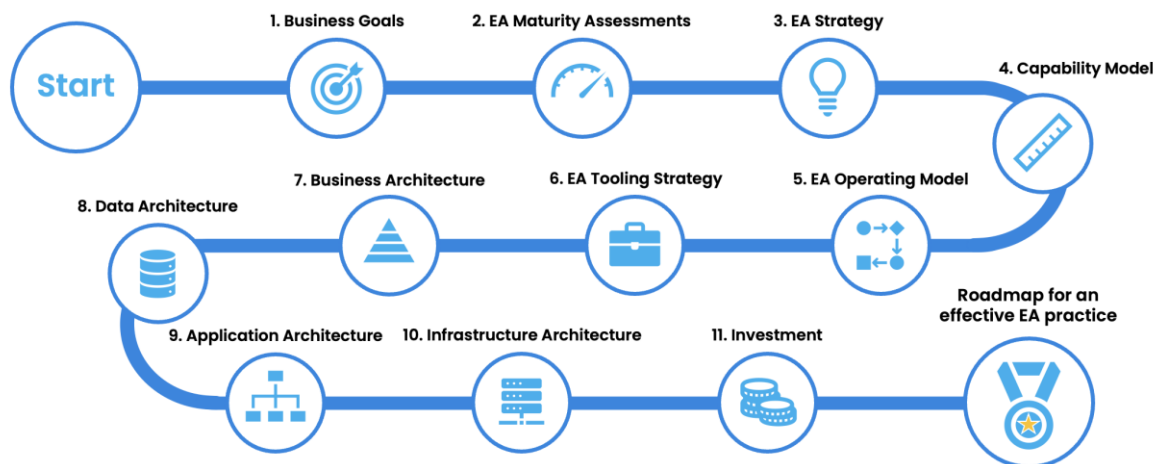 Start
1. Business Goals
2. EA Maturity Assessments
3. EA Strategy
4. Capability Model
5. EA Operating Model
6. EA Tooling Strategy
7. Business Architecture
8. Data Architecture
9. Application Architecture
10. Infrastructure Architecture
11. Investment
Roadmap for an
effective EA practice